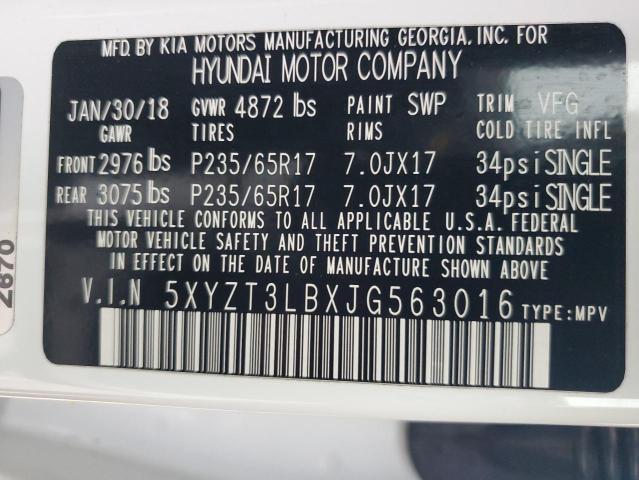 MFD. BY KIA MOTORS MANUFACTURING GEORGIA, INC. FOR
HYUNDAI MOTOR COMPANY
JAN/30/18 GVWR 4872 lbs PAINT SWP TRIM VFG
GAWR TIRES RIMS COLD TIRE INFL
FRONT 2976 lbs P235/65R17 7.0JX17 34psi SINGLE
REAR 3075 lbs P235/65R17 7.0JX17 34psi SINGLE
THIS VEHICLE CONFORMS TO ALL APPLICABLE U.S.A. FEDERAL
MOTOR VEHICLE SAFETY AND THEFT PREVENTION STANDARDS
IN EFFECT ON THE DATE OF MANUFACTURE SHOWN ABOVE.
V.I.N 5XYZT3LBXJG563016 TYPE:MPV
2670